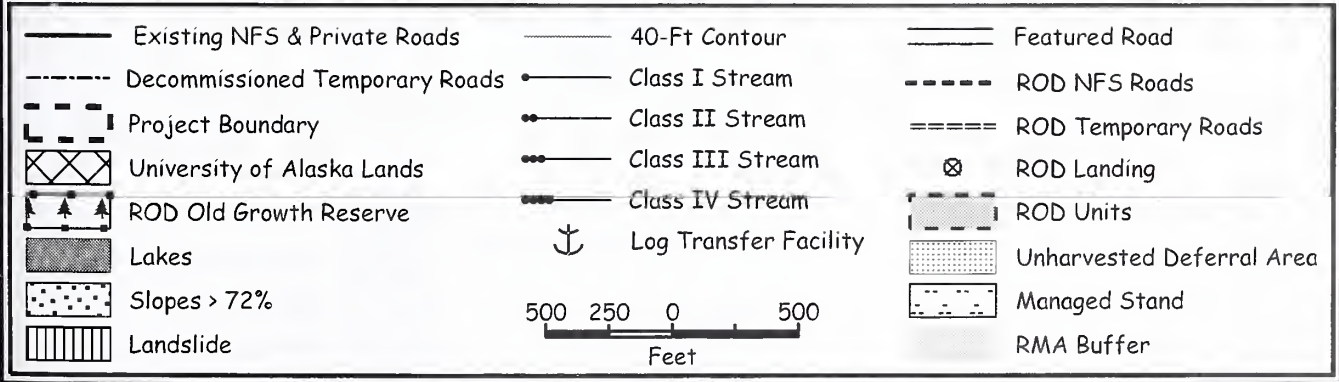 Existing NFS & Private Roads
Decommissioned Temporary Roads
Project Boundary
University of Alaska Lands
ROD Old Growth Reserve
Lakes
Slopes > 72%
Landslide
40-Ft Contour
Class I Stream
Class II Stream
Class III Stream
Class IV Stream
Log Transfer Facility
500 250 0 500
Feet
Featured Road
ROD NFS Roads
ROD Temporary Roads
ROD Landing
ROD Units
Unharvested Deferral Area
Managed Stand
RMA Buffer